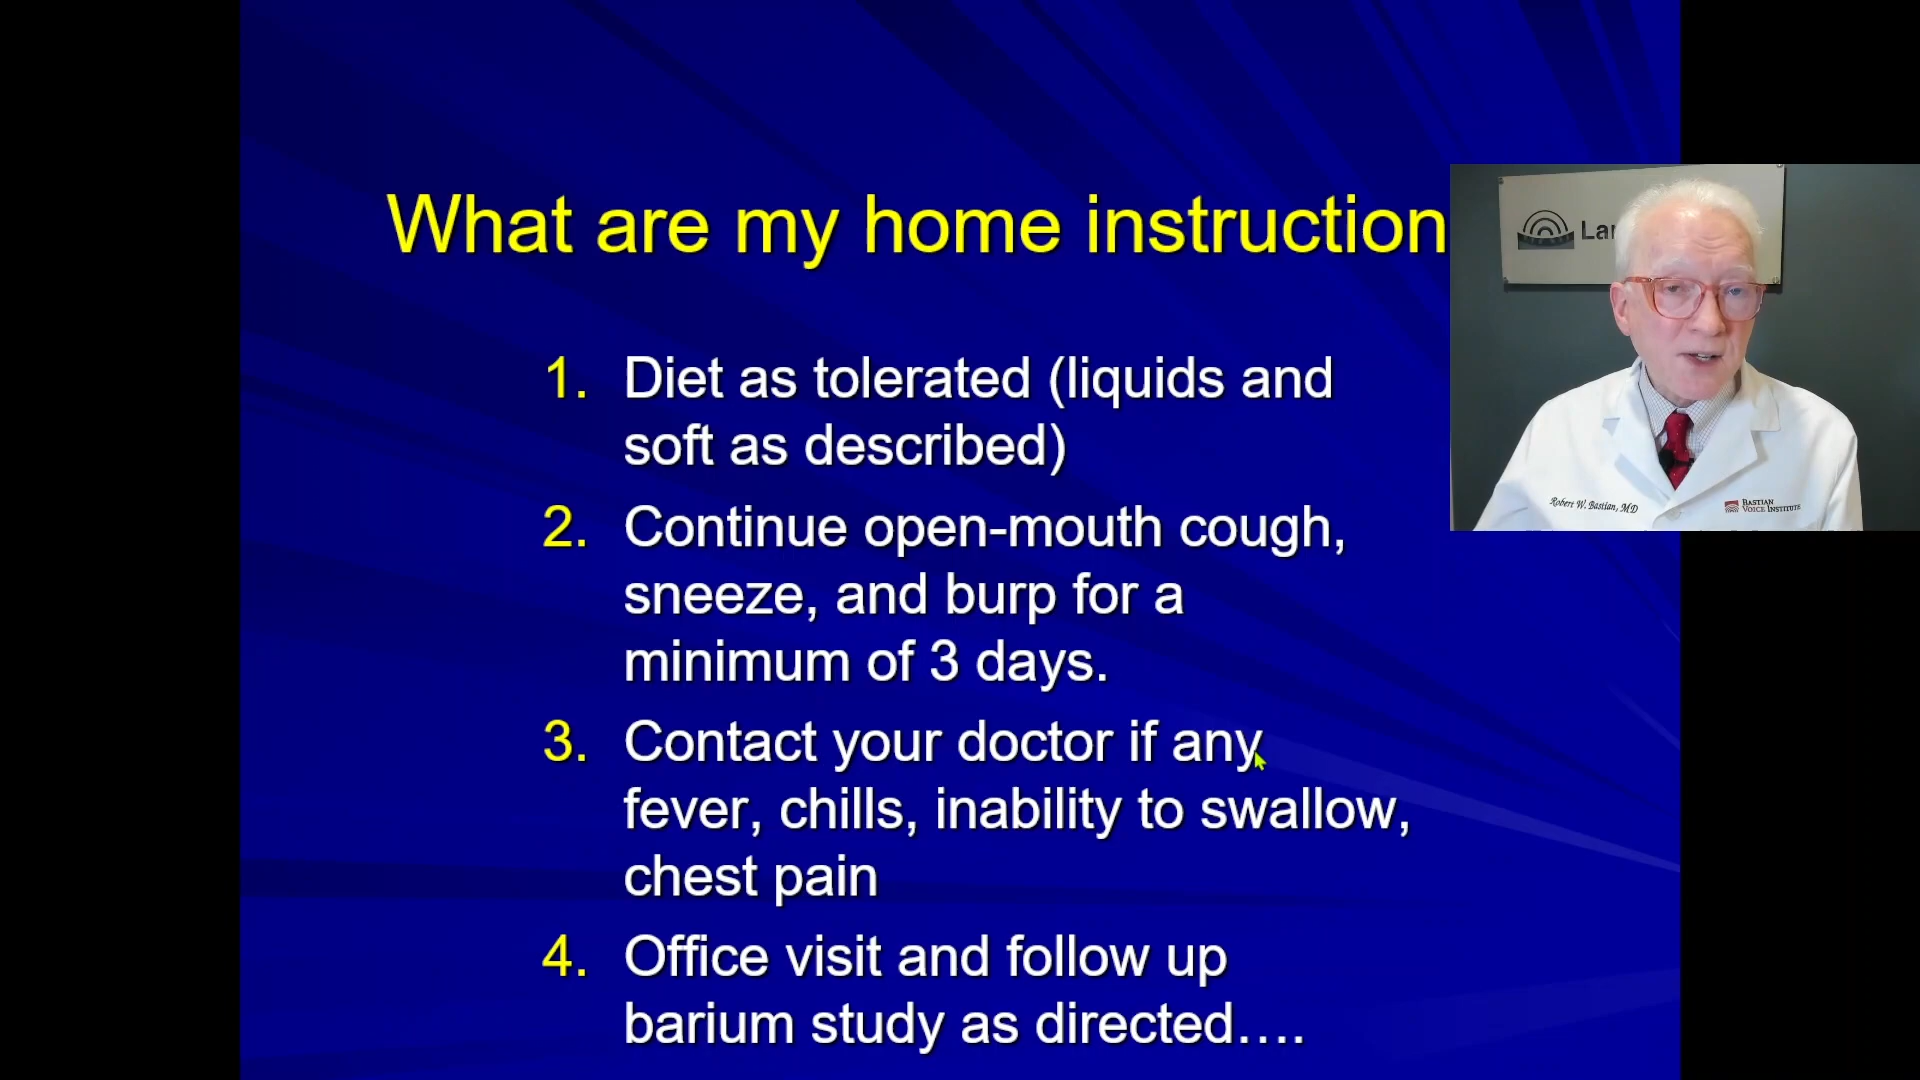 What are my home instruction
1. Diet as tolerated (liquids and
soft as described)
2. Continue open-mouth cough,
sneeze, and burp for a
minimum of 3 days.
3. Contact your doctor if any
fever, chills, inability to swallow,
chest pain
4. Office visit and follow up
barium study as directed….
Lar
Robert W. Bastian, MD
BASTIAN
VOICE INSTITUTE